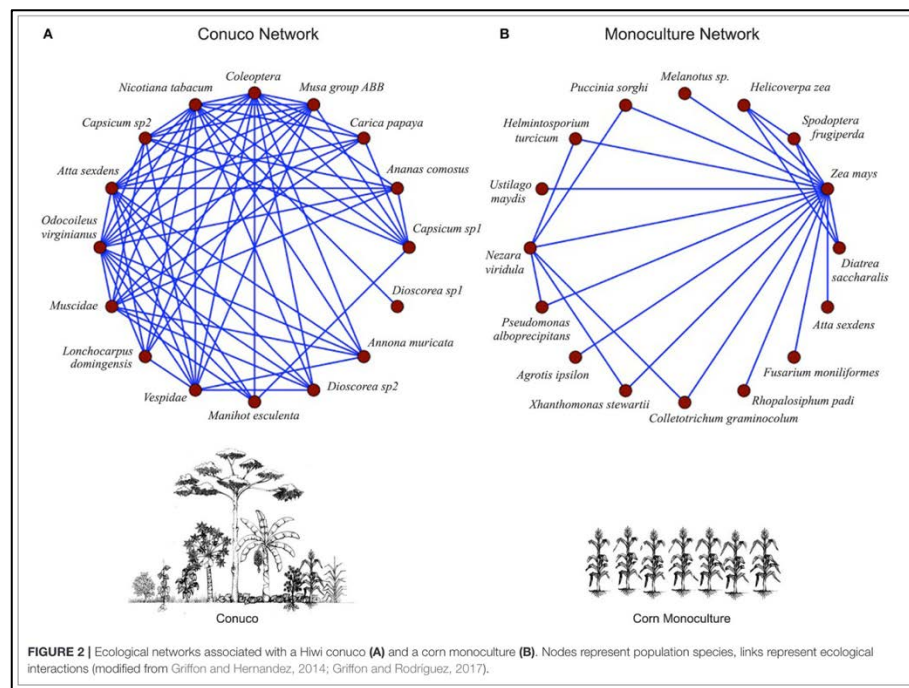 A
Conuco Network
Coleoptera
Nicotiana tabacum
Musa group ABB
Capsicum sp2
Carica papaya
Atta sexdens
Ananas comosus
Odocoileus
virginianus
Capsicum sp1
Muscidae
Dioscorea sp1
Lonchocarpus
domingensis
Annona muricata
Vespidae
Dioscorea sp2
Manihot esculenta
Conuco
B
Monoculture Network
Melanotus sp.
Puccinia sorghi
Helicoverpa zea
Helmintosporium
turcicum
Spodoptera
frugiperda
Ustilago
maydis
Zea mays
Nezara
viridula
Diatrea
saccharalis
Pseudomonas
alboprecipitans
Atta sexdens
Agrotis ipsilon
Fusarium moniliformes
Xhanthomonas stewartii
Rhopalosiphum padi
Colletotrichum graminocolum
Corn Monoculture
FIGURE 2 | Ecological networks associated with a Hiwi conuco (A) and a corn monoculture (B). Nodes represent population species, links represent ecological
interactions (modified from Griffon and Hernandez, 2014; Griffon and Rodríguez, 2017).